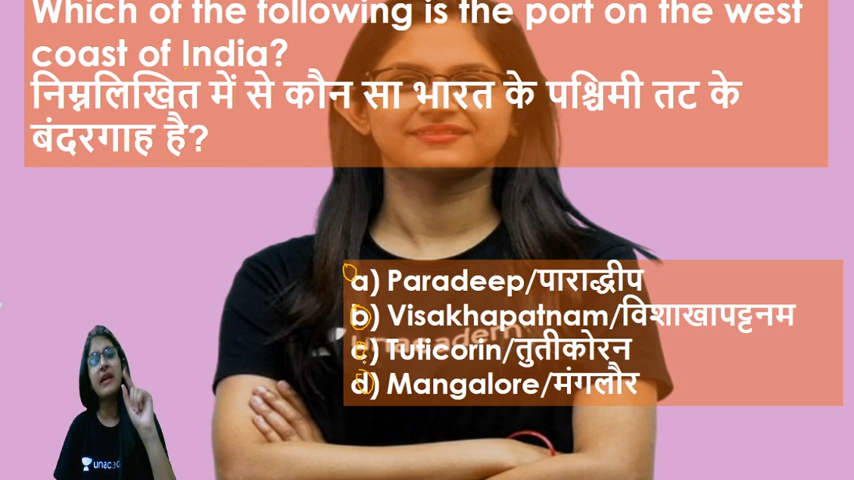 Which of the following is the port on the west
coast of India?
निम्नलिखित में से कौन सा भारत के पश्चिमी तट के
बंदरगाह है?
a) Paradeep/पाराद्धीप
b) Visakhapatnam/विशाखापट्टनम
unacademy
c) Tuticorin/तुतीकोरन
d) Mangalore/मंगलौर